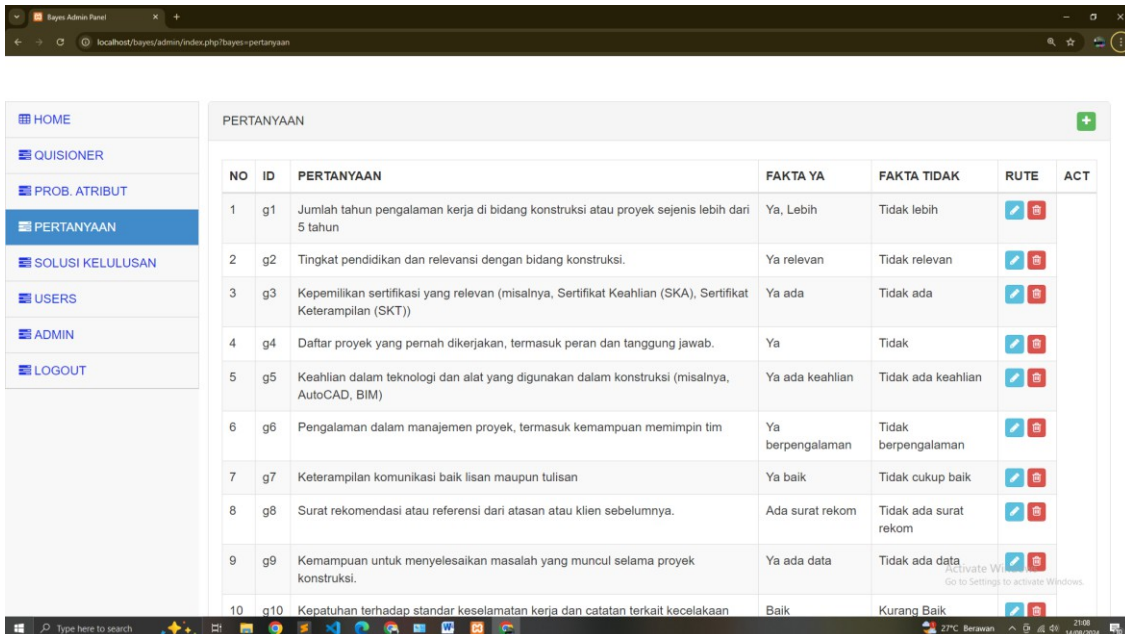 Bayes Admin Panel
localhost/bayes/admin/index.php?bayes=pertanyaan
HOME
QUISIONER
PROB. ATRIBUT
PERTANYAAN
SOLUSI KELULUSAN
USERS
ADMIN
LOGOUT
PERTANYAAN
NO ID PERTANYAAN FAKTA YA FAKTA TIDAK RUTE ACT
1 g1 Jumlah tahun pengalaman kerja di bidang konstruksi atau proyek sejenis lebih dari Ya, Lebih Tidak lebih
5 tahun
2 g2 Tingkat pendidikan dan relevansi dengan bidang konstruksi. Ya relevan Tidak relevan
3 g3 Kepemilikan sertifikasi yang relevan (misalnya, Sertifikat Keahlian (SKA), Sertifikat Ya ada Tidak ada
Keterampilan (SKT))
4 g4 Daftar proyek yang pernah dikerjakan, termasuk peran dan tanggung jawab. Ya Tidak
5 g5 Keahlian dalam teknologi dan alat yang digunakan dalam konstruksi (misalnya, Ya ada keahlian Tidak ada keahlian
AutoCAD, BIM)
6 g6 Pengalaman dalam manajemen proyek, termasuk kemampuan memimpin tim Ya Tidak
berpengalaman berpengalaman
7 g7 Keterampilan komunikasi baik lisan maupun tulisan Ya baik Tidak cukup baik
8 g8 Surat rekomendasi atau referensi dari atasan atau klien sebelumnya. Ada surat rekom Tidak ada surat
rekom
9 g9 Kemampuan untuk menyelesaikan masalah yang muncul selama proyek Ya ada data Tidak ada data
konstruksi.
Activate Windows
Go to Settings to activate Windows.
10 g10 Kepatuhan terhadap standar keselamatan kerja dan catatan terkait kecelakaan Baik Kurang Baik
Type here to search
27°C Berawan
21:08
14/08/2024